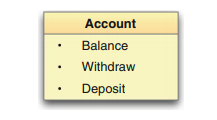 Account
• Balance
• Withdraw
• Deposit